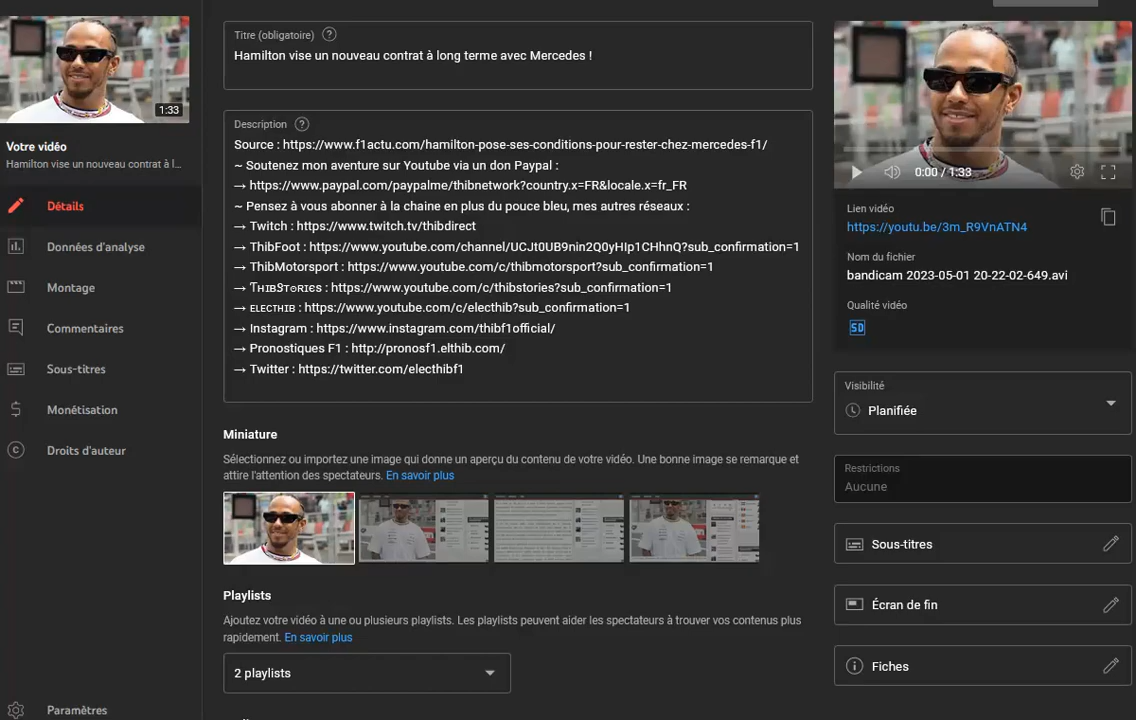 1:33
Votre vidéo
Hamilton vise un nouveau contrat à l...
Détails
Données d'analyse
Montage
Commentaires
Sous-titres
Monétisation
Droits d'auteur
Paramètres
Titre (obligatoire)
Hamilton vise un nouveau contrat à long terme avec Mercedes !
Description
Source : https://www.f1actu.com/hamilton-pose-ses-conditions-pour-rester-chez-mercedes-f1/
~ Soutenez mon aventure sur Youtube via un don Paypal :
→ https://www.paypal.com/paypalme/thibnetwork?country.x=FR&locale.x=fr_FR
~ Pensez à vous abonner à la chaine en plus du pouce bleu, mes autres réseaux :
→ Twitch : https://www.twitch.tv/thibdirect
→ ThibFoot : https://www.youtube.com/channel/UCJt0UB9nin2Q0yHIp1CHhnQ?sub_confirmation=1
→ ThibMotorsport : https://www.youtube.com/c/thibmotorsport?sub_confirmation=1
→ TʜɪʙSᴛᴏʀɪᴇs : https://www.youtube.com/c/thibstories?sub_confirmation=1
→ ᴇʟᴇᴄᴛʜɪʙ : https://www.youtube.com/c/electhib?sub_confirmation=1
→ Instagram : https://www.instagram.com/thibf1official/
→ Pronostiques F1 : http://pronosf1.elthib.com/
→ Twitter : https://twitter.com/electhibf1
Miniature
Sélectionnez ou importez une image qui donne un aperçu du contenu de votre vidéo. Une bonne image se remarque et
attire l'attention des spectateurs. En savoir plus
Playlists
Ajoutez votre vidéo à une ou plusieurs playlists. Les playlists peuvent aider les spectateurs à trouver vos contenus plus
rapidement. En savoir plus
2 playlists
0:00 / 1:33
Lien vidéo
https://youtu.be/3m_R9VnATN4
Nom du fichier
bandicam 2023-05-01 20-22-02-649.avi
Qualité vidéo
SD
Visibilité
Planifiée
Restrictions
Aucune
Sous-titres
Écran de fin
Fiches